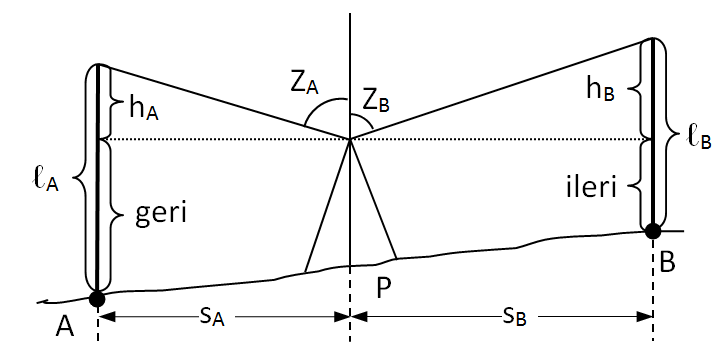 Z_A Z_B
h_A h_B
ℓ_A ℓ_B
geri ileri
A P B
s_A s_B